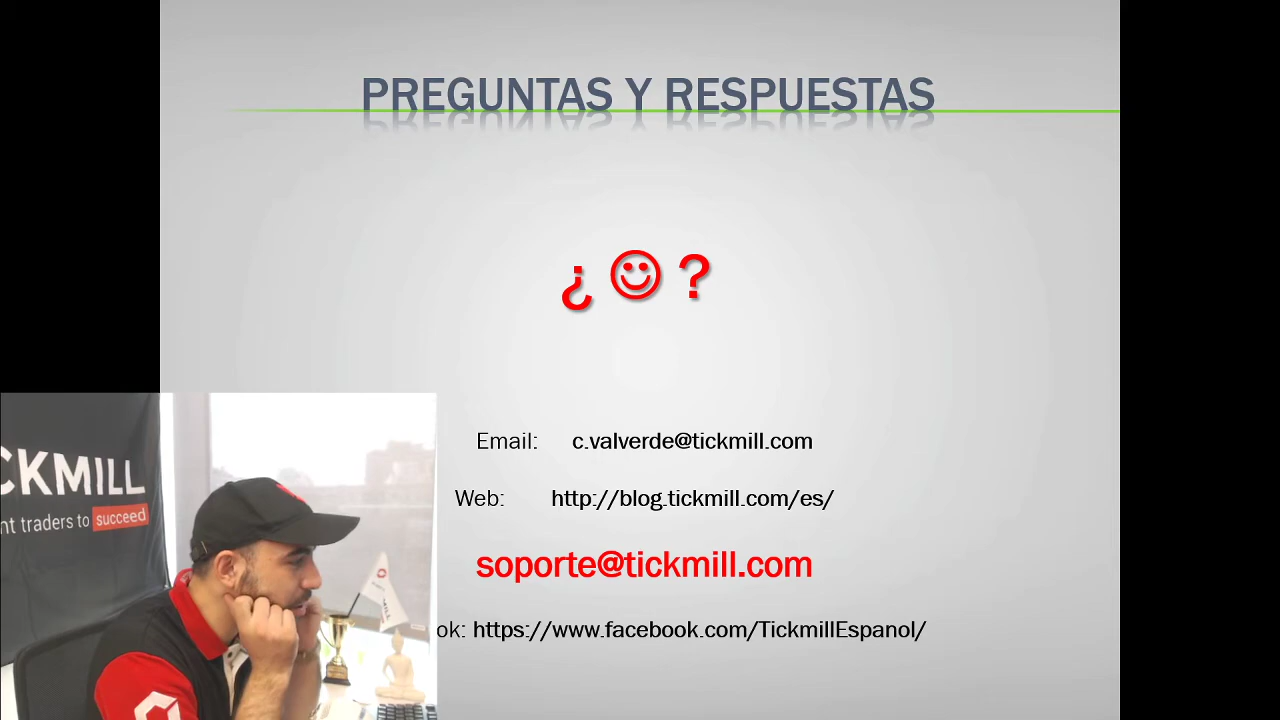 PREGUNTAS Y RESPUESTAS
¿ ☺ ?
Email: c.valverde@tickmill.com
Web: http://blog.tickmill.com/es/
soporte@tickmill.com
ok: https://www.facebook.com/TickmillEspanol/
CKMILL
nt traders to succeed
MILL